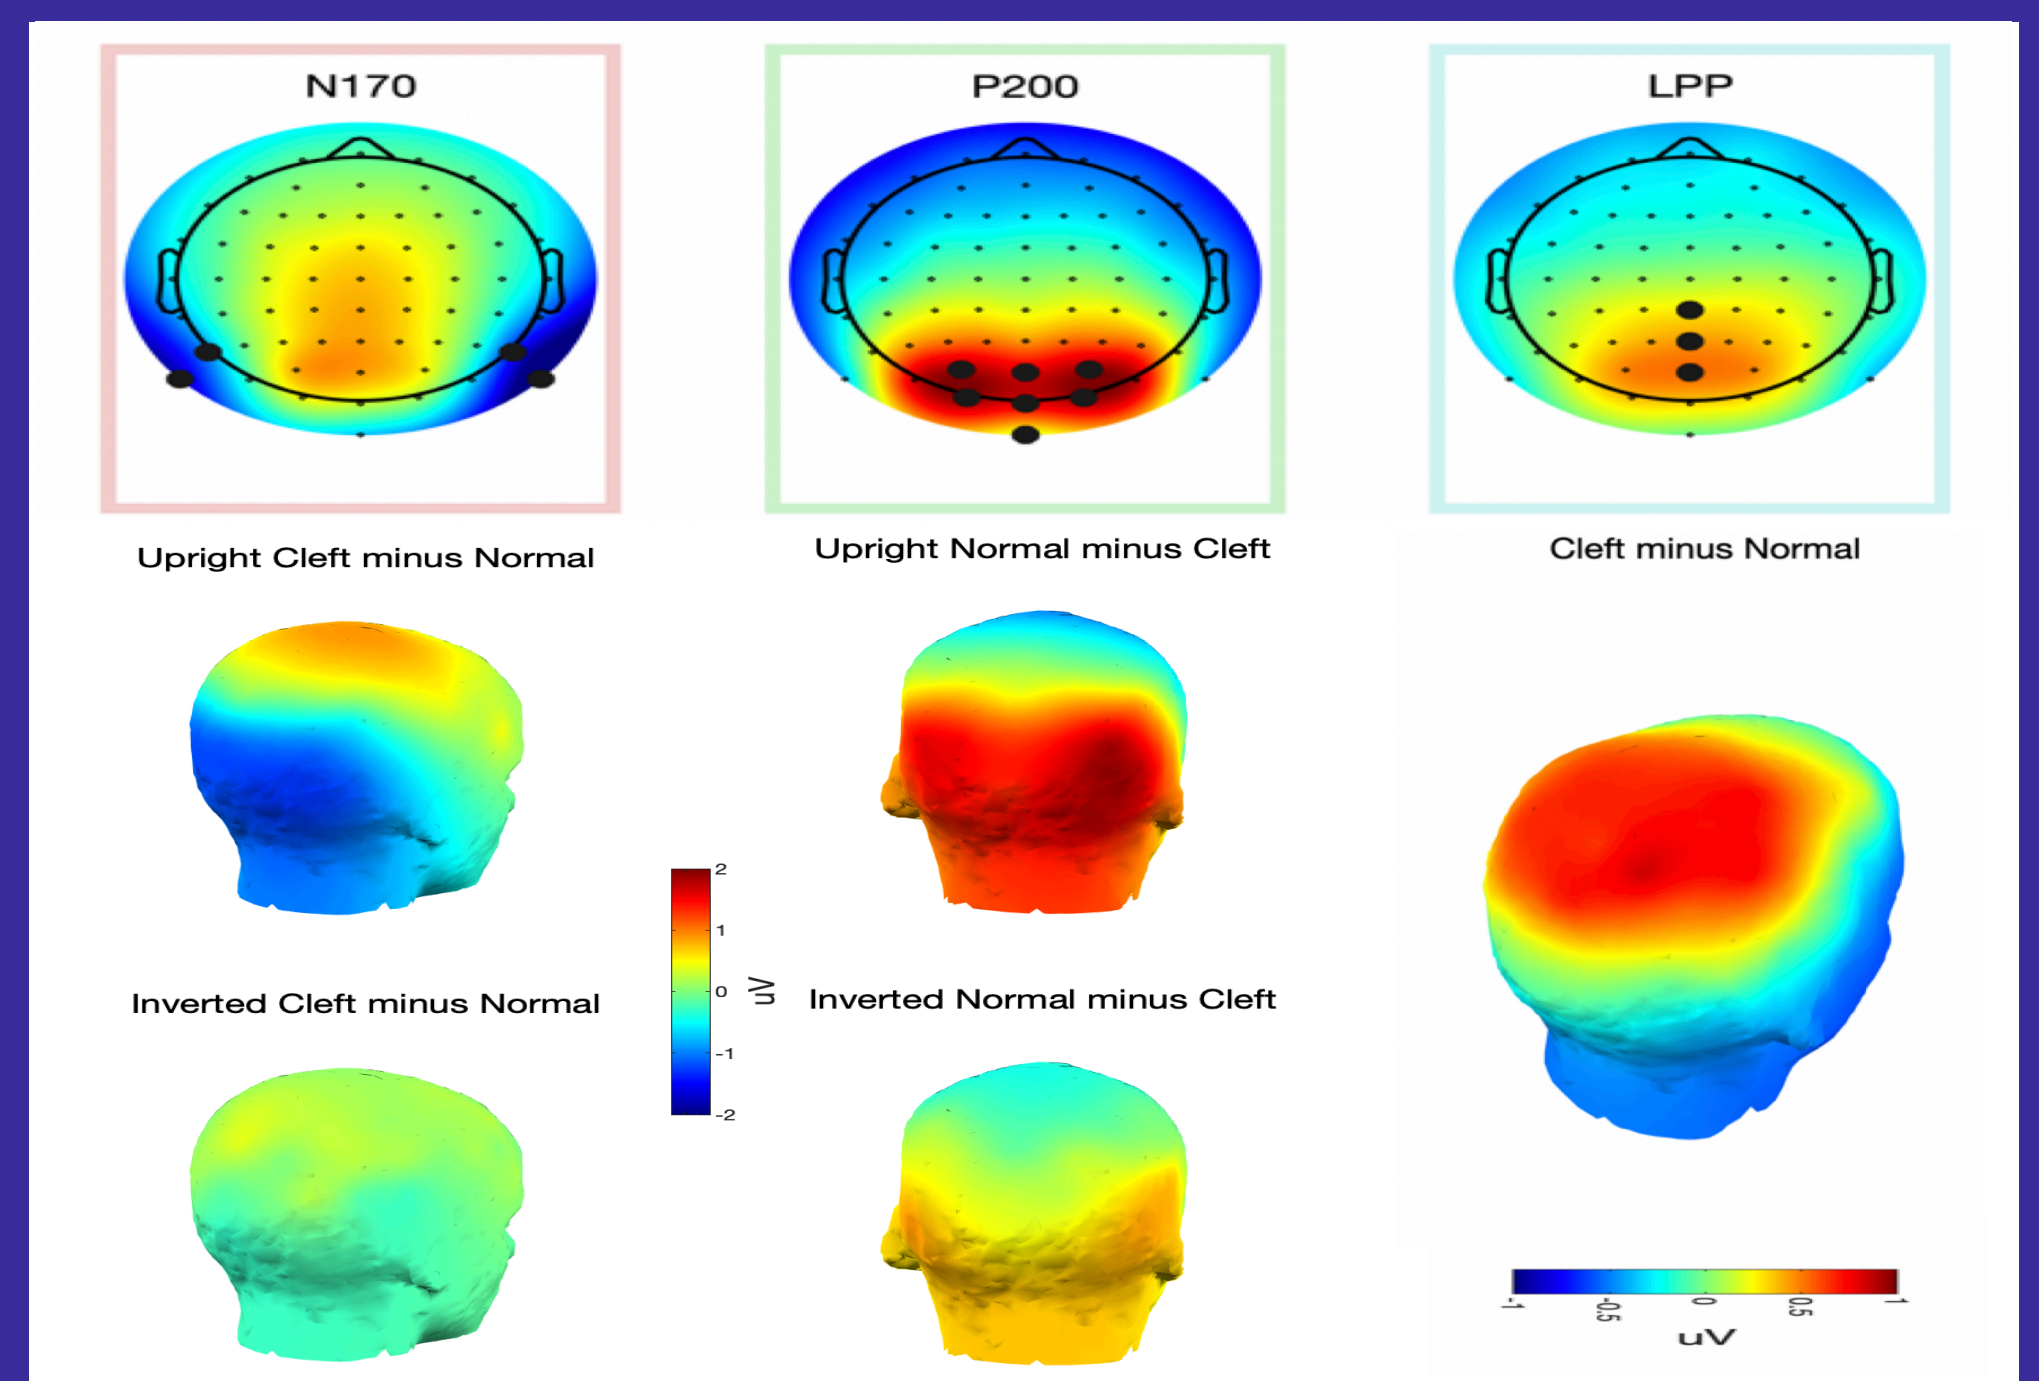 N170
P200
LPP
Upright Cleft minus Normal
Upright Normal minus Cleft
Cleft minus Normal
2
1
0
-1
-2
uV
Inverted Cleft minus Normal
Inverted Normal minus Cleft
-1
-0.5
0
0.5
1
uV